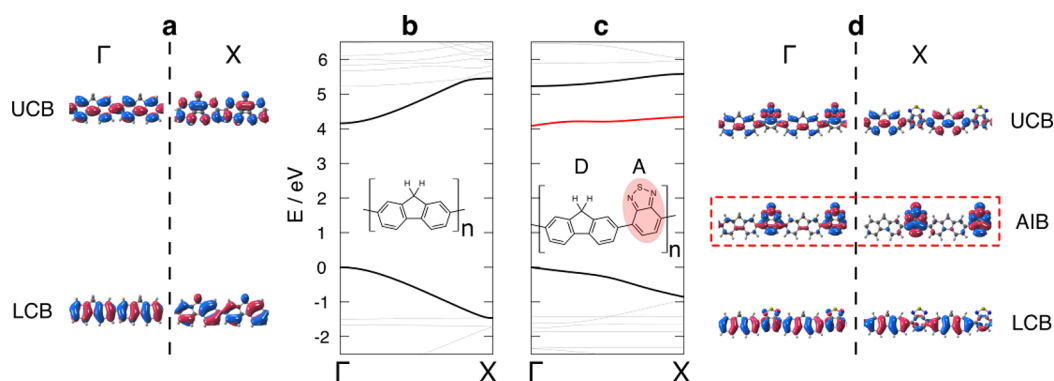 a b c d
Γ X Γ X
UCB UCB
AIB
LCB LCB
E / eV
6
5
4
3
2
1
0
-1
-2
H H
n
D A
H H
N S N
n
Γ X Γ X